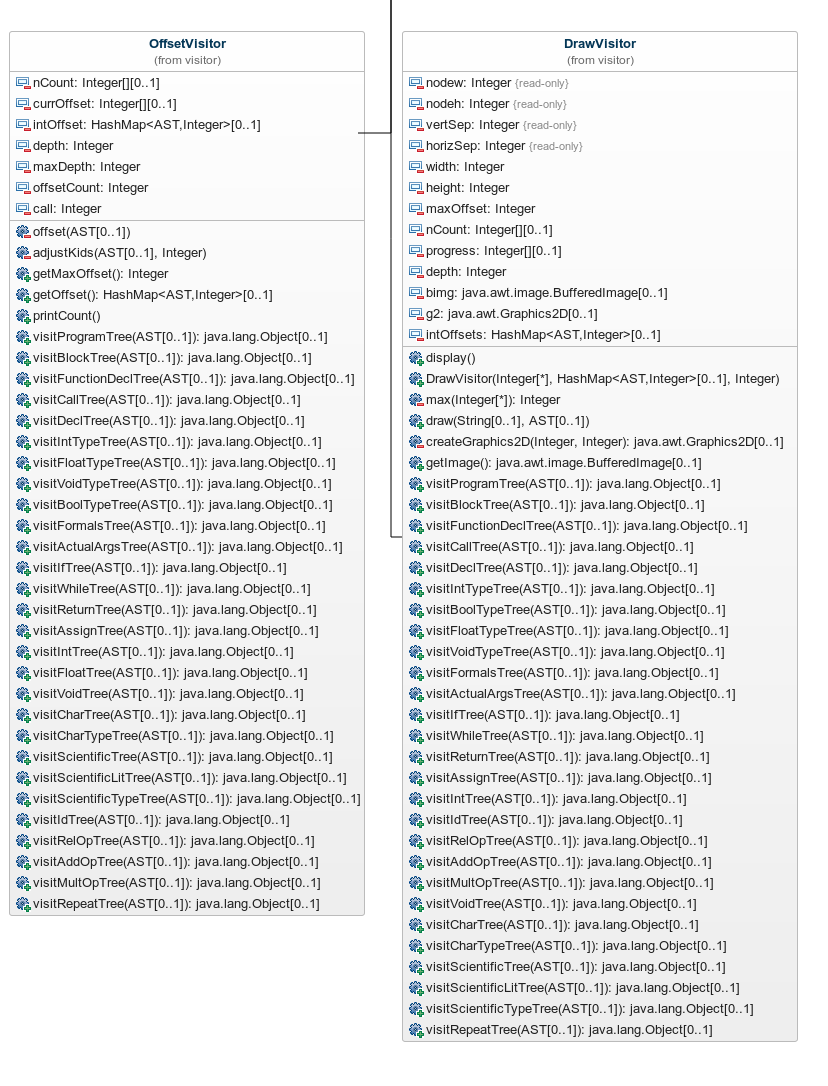 OffsetVisitor
(from visitor)
nCount: Integer[][0..1]
currOffset: Integer[][0..1]
intOffset: HashMap<AST,Integer>[0..1]
depth: Integer
maxDepth: Integer
offsetCount: Integer
call: Integer
offset(AST[0..1])
adjustKids(AST[0..1], Integer)
getMaxOffset(): Integer
getOffset(): HashMap<AST,Integer>[0..1]
printCount()
visitProgramTree(AST[0..1]): java.lang.Object[0..1]
visitBlockTree(AST[0..1]): java.lang.Object[0..1]
visitFunctionDeclTree(AST[0..1]): java.lang.Object[0..1]
visitCallTree(AST[0..1]): java.lang.Object[0..1]
visitDeclTree(AST[0..1]): java.lang.Object[0..1]
visitIntTypeTree(AST[0..1]): java.lang.Object[0..1]
visitFloatTypeTree(AST[0..1]): java.lang.Object[0..1]
visitVoidTypeTree(AST[0..1]): java.lang.Object[0..1]
visitBoolTypeTree(AST[0..1]): java.lang.Object[0..1]
visitFormalsTree(AST[0..1]): java.lang.Object[0..1]
visitActualArgsTree(AST[0..1]): java.lang.Object[0..1]
visitIfTree(AST[0..1]): java.lang.Object[0..1]
visitWhileTree(AST[0..1]): java.lang.Object[0..1]
visitReturnTree(AST[0..1]): java.lang.Object[0..1]
visitAssignTree(AST[0..1]): java.lang.Object[0..1]
visitIntTree(AST[0..1]): java.lang.Object[0..1]
visitFloatTree(AST[0..1]): java.lang.Object[0..1]
visitVoidTree(AST[0..1]): java.lang.Object[0..1]
visitCharTree(AST[0..1]): java.lang.Object[0..1]
visitCharTypeTree(AST[0..1]): java.lang.Object[0..1]
visitScientificTree(AST[0..1]): java.lang.Object[0..1]
visitScientificLitTree(AST[0..1]): java.lang.Object[0..1]
visitScientificTypeTree(AST[0..1]): java.lang.Object[0..1]
visitIdTree(AST[0..1]): java.lang.Object[0..1]
visitRelOpTree(AST[0..1]): java.lang.Object[0..1]
visitAddOpTree(AST[0..1]): java.lang.Object[0..1]
visitMultOpTree(AST[0..1]): java.lang.Object[0..1]
visitRepeatTree(AST[0..1]): java.lang.Object[0..1]
DrawVisitor
(from visitor)
nodew: Integer {read-only}
nodeh: Integer {read-only}
vertSep: Integer {read-only}
horizSep: Integer {read-only}
width: Integer
height: Integer
maxOffset: Integer
nCount: Integer[][0..1]
progress: Integer[][0..1]
depth: Integer
bimg: java.awt.image.BufferedImage[0..1]
g2: java.awt.Graphics2D[0..1]
intOffsets: HashMap<AST,Integer>[0..1]
display()
DrawVisitor(Integer[*], HashMap<AST,Integer>[0..1], Integer)
max(Integer[*]): Integer
draw(String[0..1], AST[0..1])
createGraphics2D(Integer, Integer): java.awt.Graphics2D[0..1]
getImage(): java.awt.image.BufferedImage[0..1]
visitProgramTree(AST[0..1]): java.lang.Object[0..1]
visitBlockTree(AST[0..1]): java.lang.Object[0..1]
visitFunctionDeclTree(AST[0..1]): java.lang.Object[0..1]
visitCallTree(AST[0..1]): java.lang.Object[0..1]
visitDeclTree(AST[0..1]): java.lang.Object[0..1]
visitIntTypeTree(AST[0..1]): java.lang.Object[0..1]
visitBoolTypeTree(AST[0..1]): java.lang.Object[0..1]
visitFloatTypeTree(AST[0..1]): java.lang.Object[0..1]
visitVoidTypeTree(AST[0..1]): java.lang.Object[0..1]
visitFormalsTree(AST[0..1]): java.lang.Object[0..1]
visitActualArgsTree(AST[0..1]): java.lang.Object[0..1]
visitIfTree(AST[0..1]): java.lang.Object[0..1]
visitWhileTree(AST[0..1]): java.lang.Object[0..1]
visitReturnTree(AST[0..1]): java.lang.Object[0..1]
visitAssignTree(AST[0..1]): java.lang.Object[0..1]
visitIntTree(AST[0..1]): java.lang.Object[0..1]
visitIdTree(AST[0..1]): java.lang.Object[0..1]
visitRelOpTree(AST[0..1]): java.lang.Object[0..1]
visitAddOpTree(AST[0..1]): java.lang.Object[0..1]
visitMultOpTree(AST[0..1]): java.lang.Object[0..1]
visitVoidTree(AST[0..1]): java.lang.Object[0..1]
visitCharTree(AST[0..1]): java.lang.Object[0..1]
visitCharTypeTree(AST[0..1]): java.lang.Object[0..1]
visitScientificTree(AST[0..1]): java.lang.Object[0..1]
visitScientificLitTree(AST[0..1]): java.lang.Object[0..1]
visitScientificTypeTree(AST[0..1]): java.lang.Object[0..1]
visitRepeatTree(AST[0..1]): java.lang.Object[0..1]